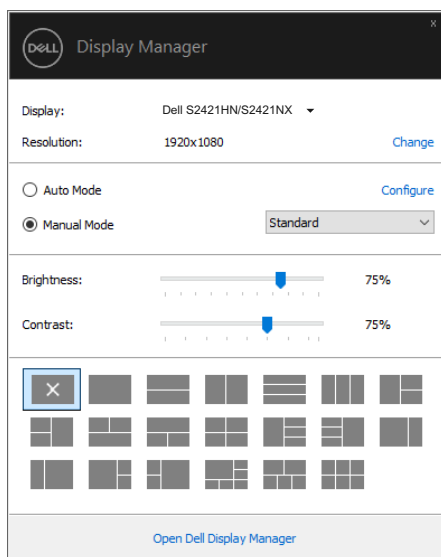 x
DELL Display Manager
Display: Dell S2421HN/S2421NX
Resolution: 1920x1080 Change
Auto Mode Configure
Manual Mode Standard
Brightness: 75%
Contrast: 75%
Open Dell Display Manager